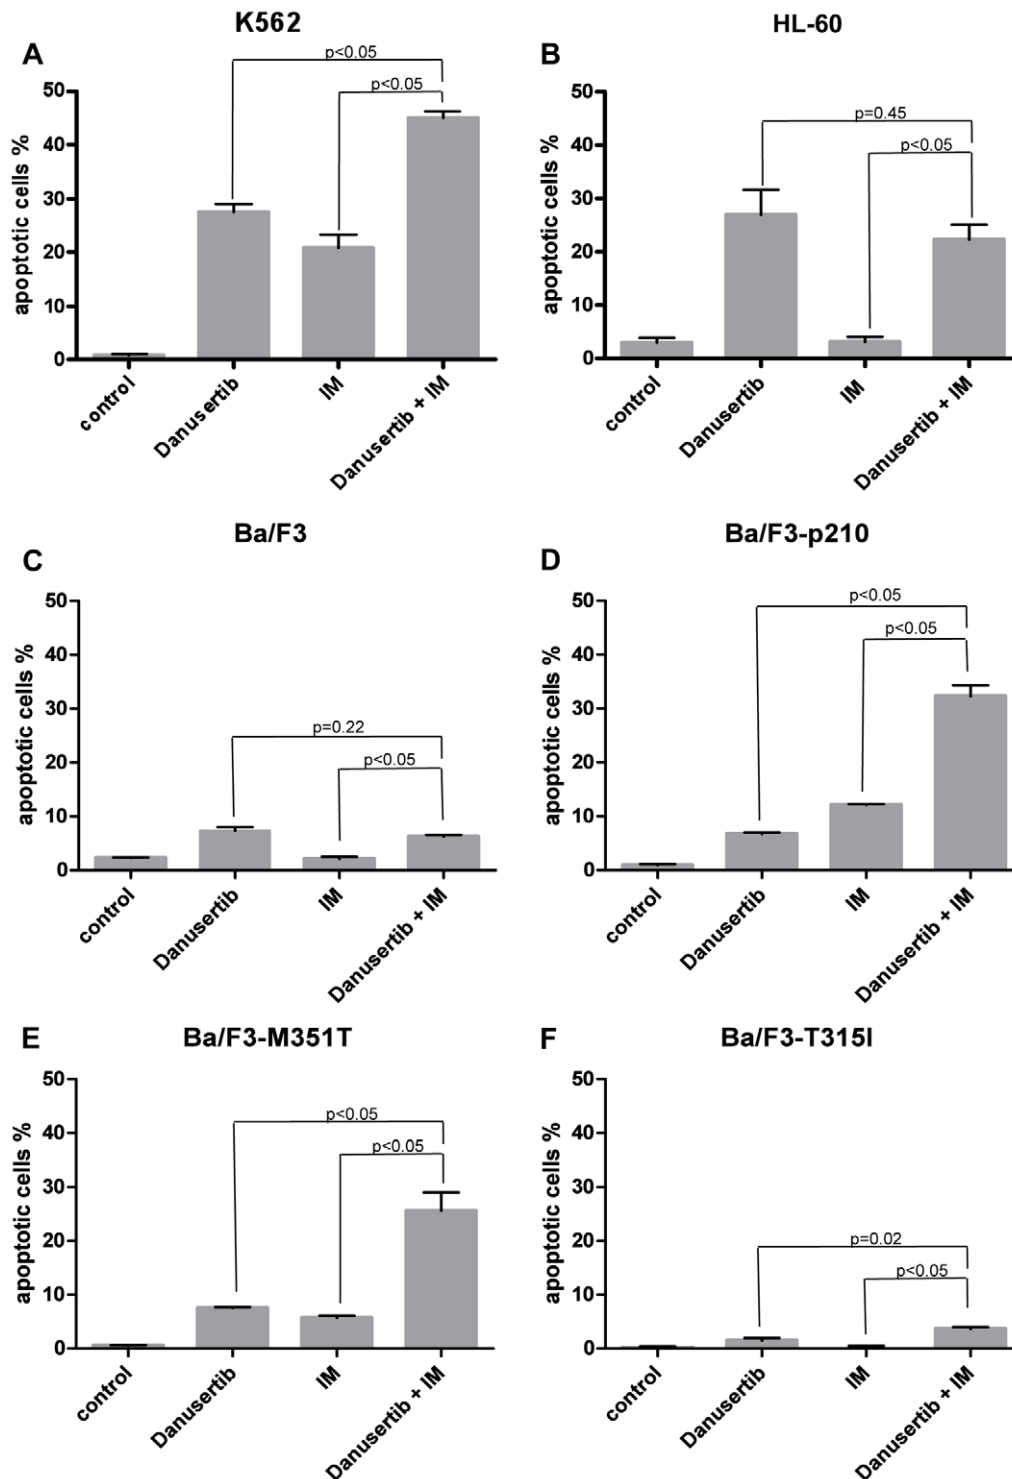 K562
A
p<0.05
p<0.05
apoptotic cells %
50
40
30
20
10
0
control
Danusertib
IM
Danusertib + IM
HL-60
B
p=0.45
p<0.05
apoptotic cells %
50
40
30
20
10
0
control
Danusertib
IM
Danusertib + IM
Ba/F3
C
p=0.22
p<0.05
apoptotic cells %
50
40
30
20
10
0
control
Danusertib
IM
Danusertib + IM
Ba/F3-p210
D
p<0.05
p<0.05
apoptotic cells %
50
40
30
20
10
0
control
Danusertib
IM
Danusertib + IM
E
Ba/F3-M351T
p<0.05
p<0.05
apoptotic cells %
50
40
30
20
10
0
control
Danusertib
IM
Danusertib + IM
F
Ba/F3-T315I
p=0.02
p<0.05
apoptotic cells %
50
40
30
20
10
0
control
Danusertib
IM
Danusertib + IM